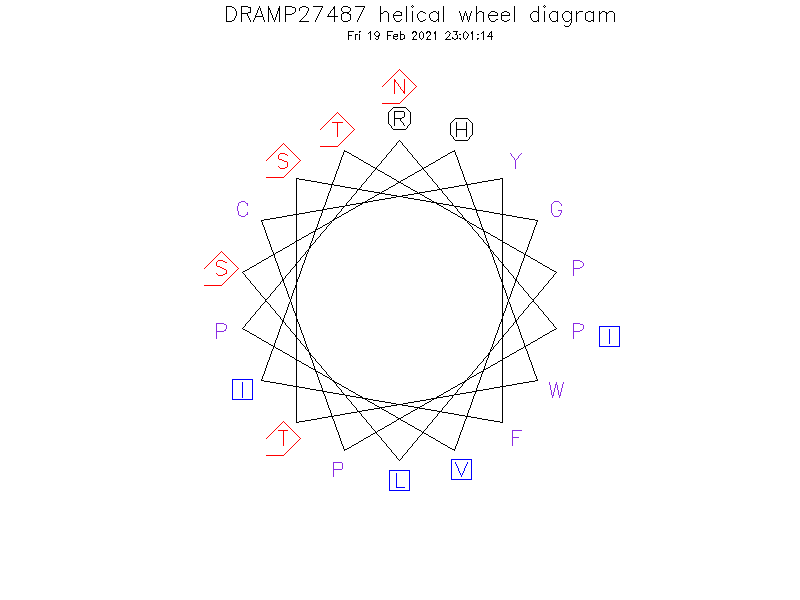 DRAMP27487 helical wheel diagram
Fri 19 Feb 2021 23:01:14
N
T R H
S Y
C G
S P
P P I
I W
T F
P V
L